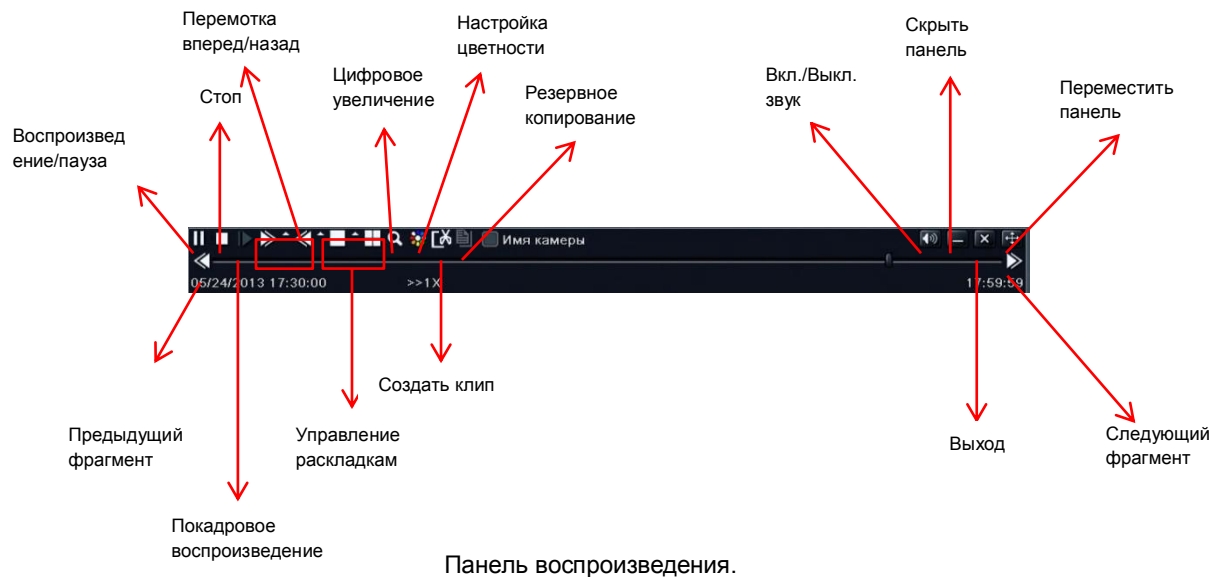 Перемотка
вперед/назад
Настройка
цветности
Скрыть
панель
Цифровое
увеличение
Вкл./Выкл.
звук
Переместить
панель
Стоп
Резервное
копирование
Воспроизвед
ение/пауза
Имя камеры
05/24/2013 17:30:00
>>1X
17:59:59
Создать клип
Предыдущий
фрагмент
Управление
раскладкам
Выход
Следующий
фрагмент
Покадровое
воспроизведение
Панель воспроизведения.